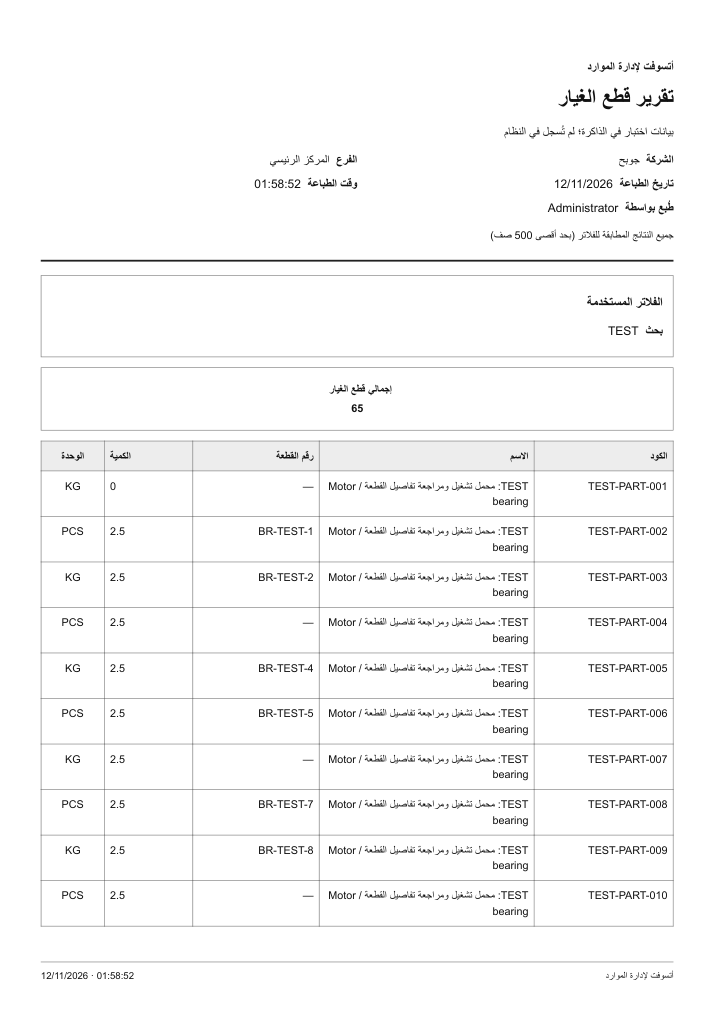 أتسوفت لإدارة الموارد
تقرير قطع الغيار
بيانات اختبار في الذاكرة؛ لم تُسجل في النظام
الشركة جوبح الفرع المركز الرئيسي
تاريخ الطباعة 12/11/2026 وقت الطباعة 01:58:52
طُبع بواسطة Administrator
جميع النتائج المطابقة للفلاتر (بحد أقصى 500 صف)
الفلاتر المستخدمة
بحث TEST
إجمالي قطع الغيار
65
الكود الاسم رقم القطعة الكمية الوحدة
TEST-PART-001 TEST: محمل تشغيل ومراجعة تفاصيل القطعة / Motor — 0 KG
bearing
TEST-PART-002 TEST: محمل تشغيل ومراجعة تفاصيل القطعة / Motor BR-TEST-1 2.5 PCS
bearing
TEST-PART-003 TEST: محمل تشغيل ومراجعة تفاصيل القطعة / Motor BR-TEST-2 2.5 KG
bearing
TEST-PART-004 TEST: محمل تشغيل ومراجعة تفاصيل القطعة / Motor — 2.5 PCS
bearing
TEST-PART-005 TEST: محمل تشغيل ومراجعة تفاصيل القطعة / Motor BR-TEST-4 2.5 KG
bearing
TEST-PART-006 TEST: محمل تشغيل ومراجعة تفاصيل القطعة / Motor BR-TEST-5 2.5 PCS
bearing
TEST-PART-007 TEST: محمل تشغيل ومراجعة تفاصيل القطعة / Motor — 2.5 KG
bearing
TEST-PART-008 TEST: محمل تشغيل ومراجعة تفاصيل القطعة / Motor BR-TEST-7 2.5 PCS
bearing
TEST-PART-009 TEST: محمل تشغيل ومراجعة تفاصيل القطعة / Motor BR-TEST-8 2.5 KG
bearing
TEST-PART-010 TEST: محمل تشغيل ومراجعة تفاصيل القطعة / Motor — 2.5 PCS
bearing
أتسوفت لإدارة الموارد 12/11/2026 · 01:58:52